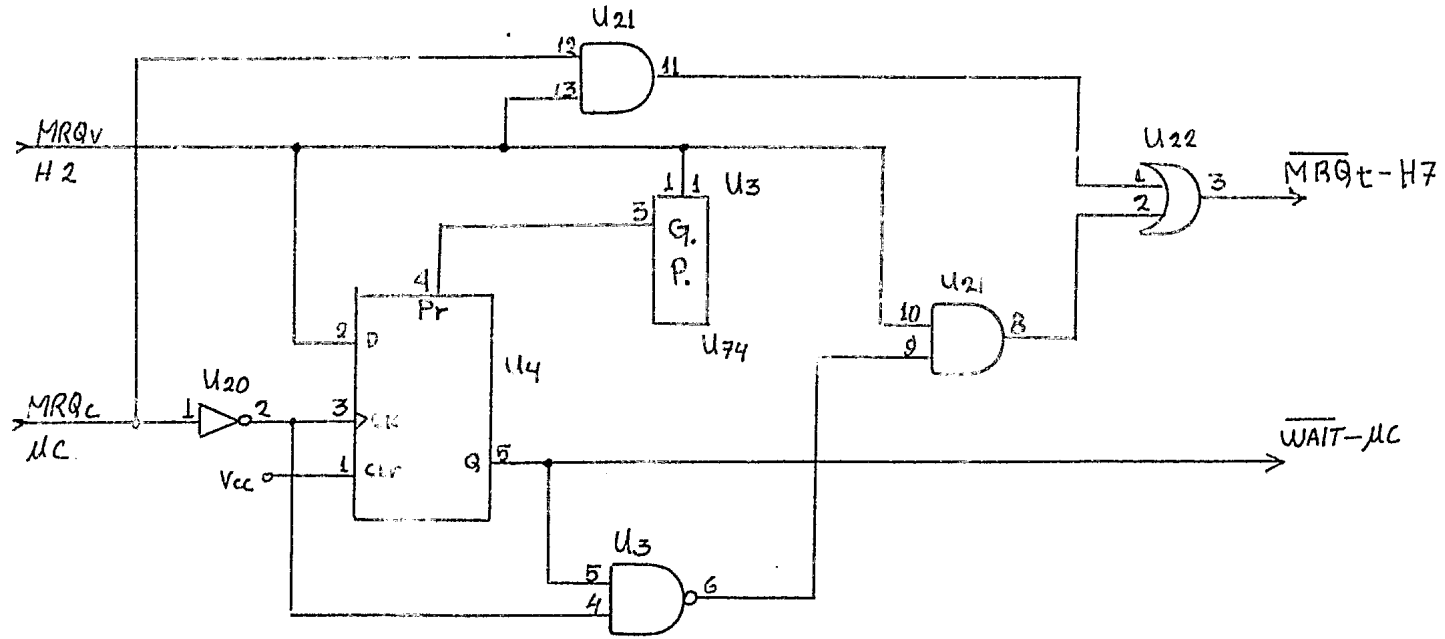 U21
12
13
11
MRQv
H2
U22
1
2
3
MRQt-H7
1 1
U3
3
G.
P.
4
Pr
U21
10
9
8
2
D
U74
U4
U20
MRQc
1
2
3
CK
WAIT-µC
µC.
1
Clr
Q
5
Vcc
U3
5
4
6